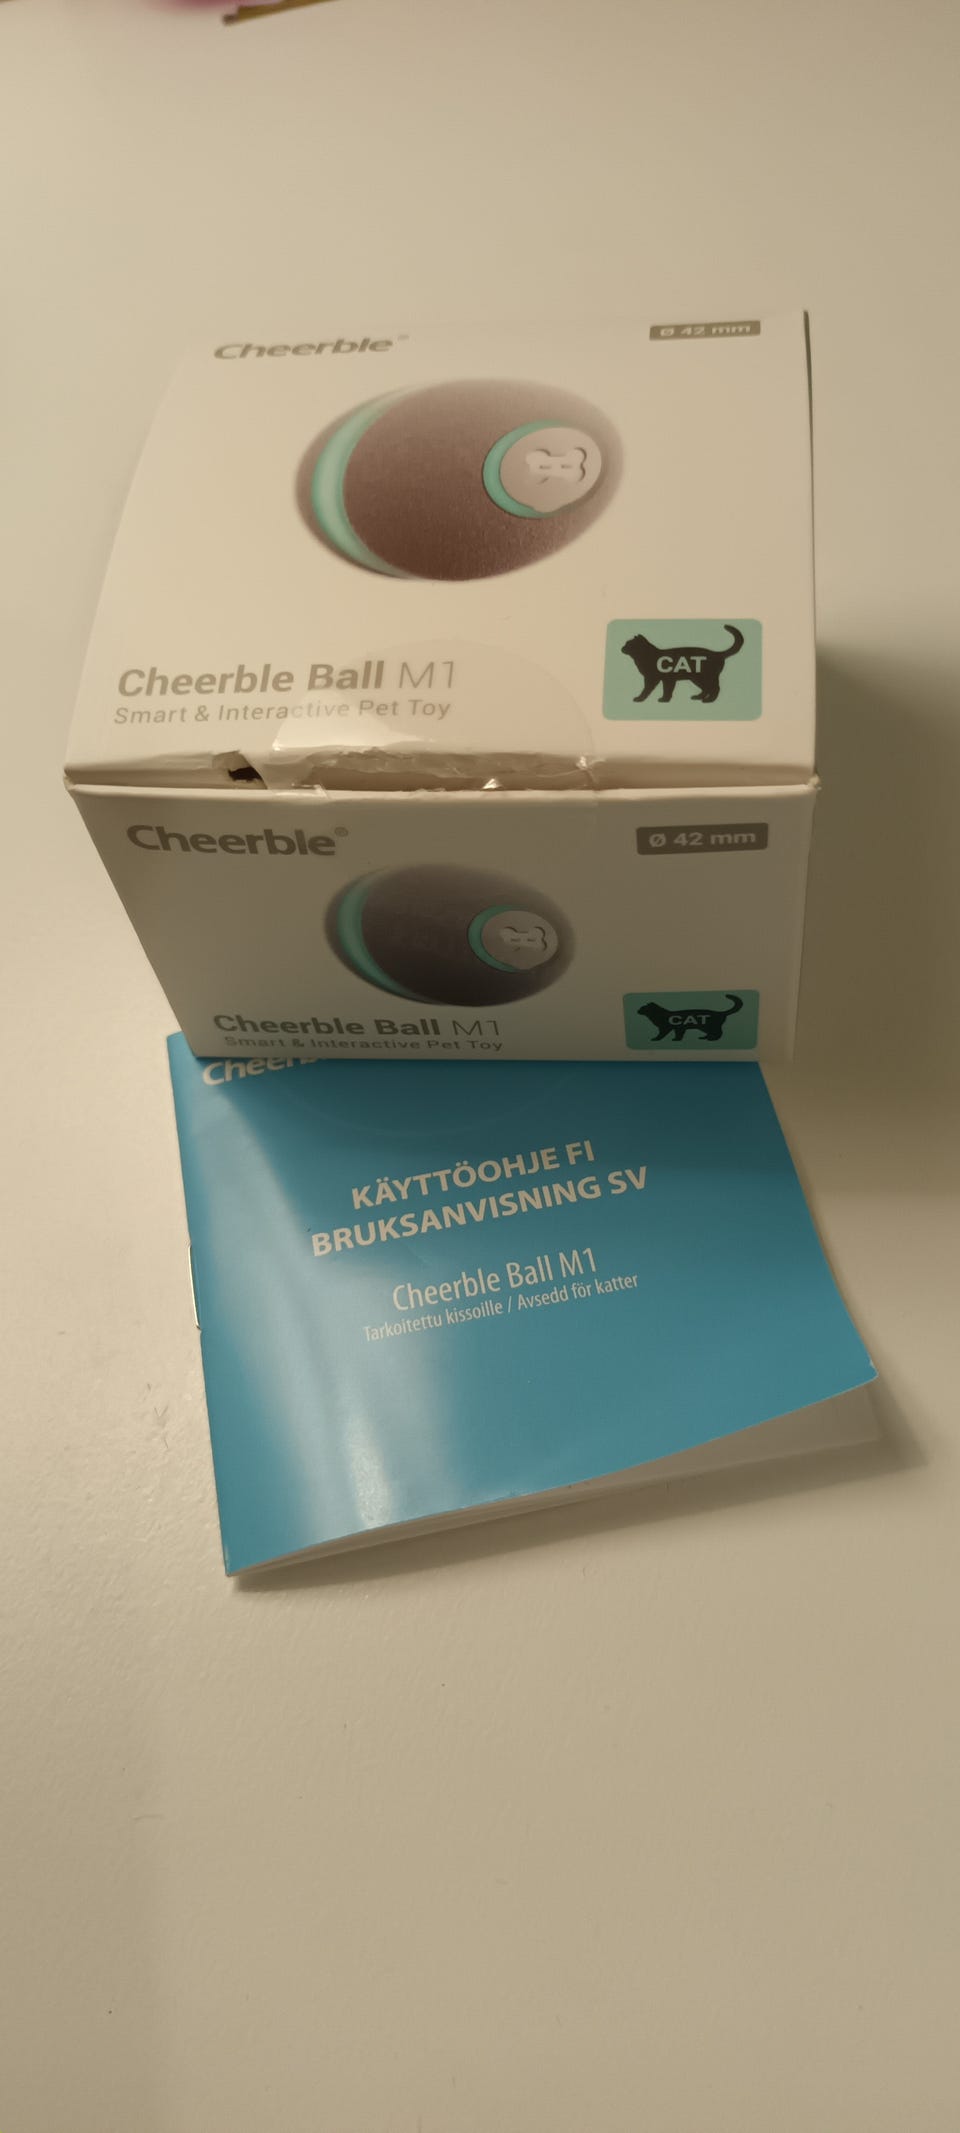 Cheerble®
Ø 42 mm
CAT
Cheerble Ball M1
Smart & Interactive Pet Toy
Cheerble®
Ø 42 mm
Cheerble Ball M1
Smart & Interactive Pet Toy
CAT
KÄYTTÖOHJE FI
BRUKSANVISNING SV
Cheerble Ball M1
Tarkoitettu kissoille / Avsedd för katter